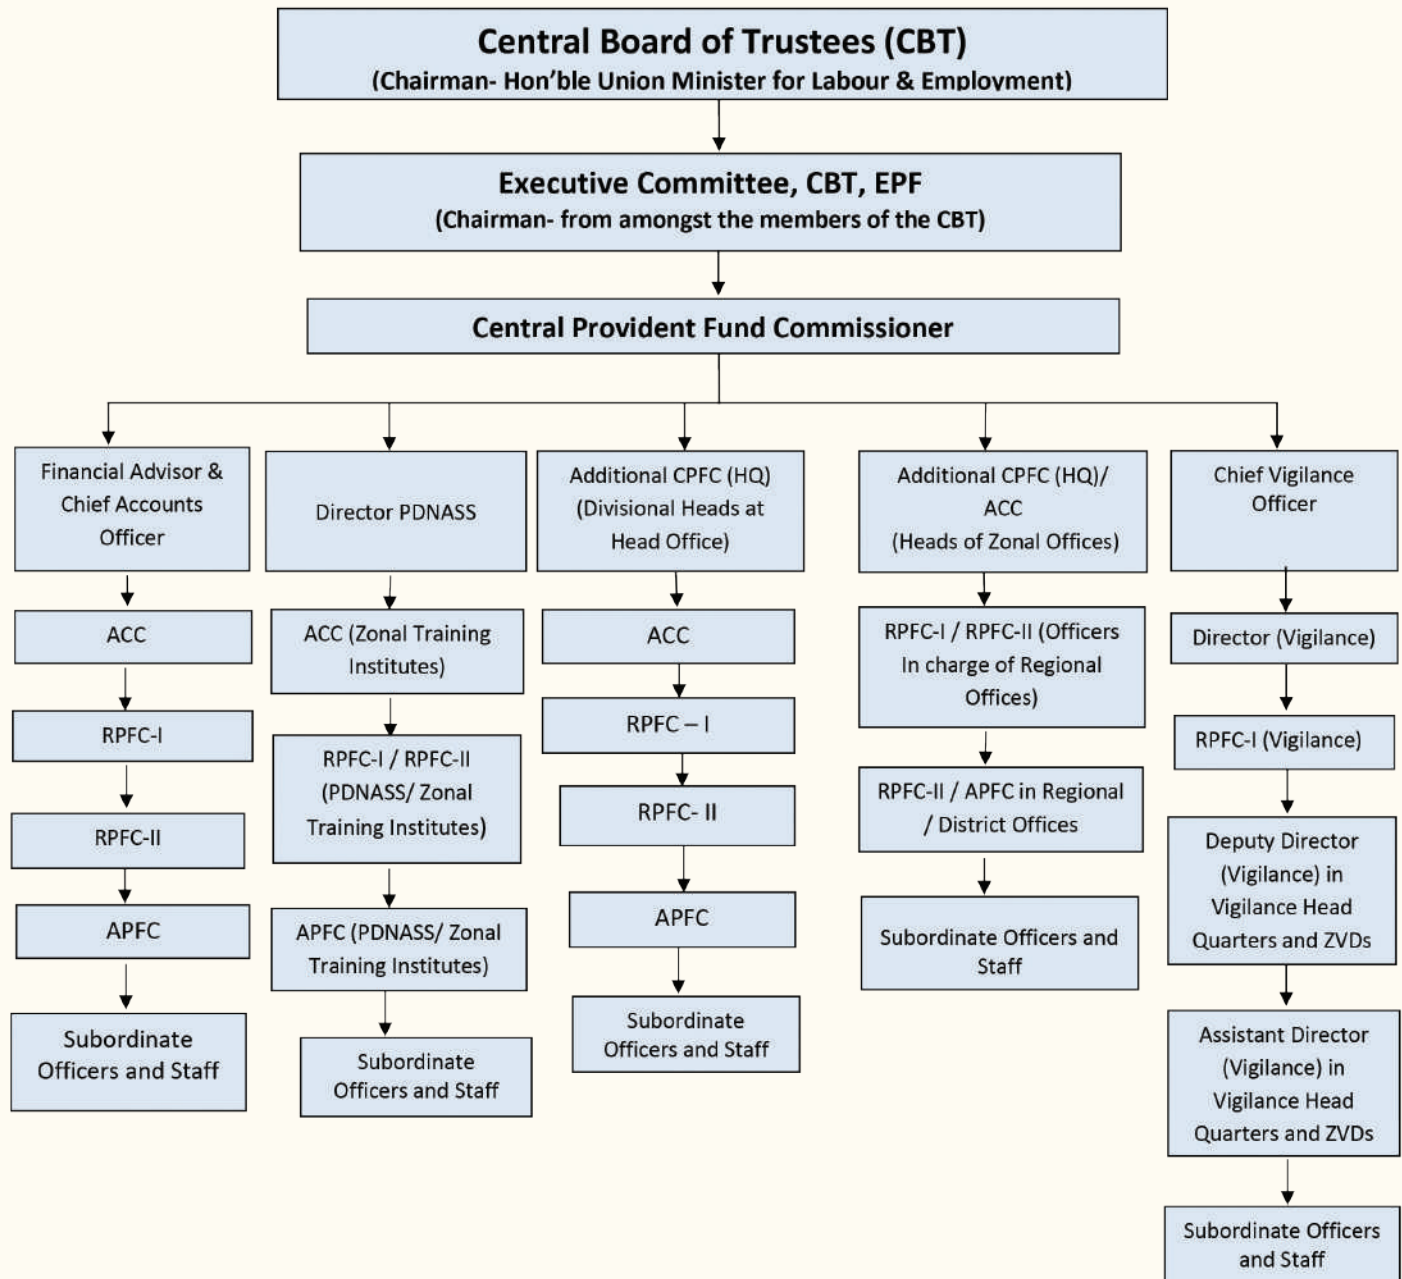 Central Board of Trustees (CBT)
(Chairman- Hon'ble Union Minister for Labour & Employment)
Executive Committee, CBT, EPF
(Chairman- from amongst the members of the CBT)
Central Provident Fund Commissioner
Financial Advisor &
Chief Accounts
Officer
ACC
RPFC-I
RPFC-II
APFC
Subordinate
Officers and Staff
Director PDNASS
ACC (Zonal Training
Institutes)
RPFC-I / RPFC-II
(PDNASS/ Zonal
Training Institutes)
APFC (PDNASS/ Zonal
Training Institutes)
Subordinate
Officers and Staff
Additional CPFC (HQ)
(Divisional Heads at
Head Office)
ACC
RPFC – I
RPFC- II
APFC
Subordinate
Officers and Staff
Additional CPFC (HQ)/
ACC
(Heads of Zonal Offices)
RPFC-I / RPFC-II (Officers
In charge of Regional
Offices)
RPFC-II / APFC in Regional
/ District Offices
Subordinate Officers and
Staff
Chief Vigilance
Officer
Director (Vigilance)
RPFC-I (Vigilance)
Deputy Director
(Vigilance) in
Vigilance Head
Quarters and ZVDs
Assistant Director
(Vigilance) in
Vigilance Head
Quarters and ZVDs
Subordinate Officers
and Staff